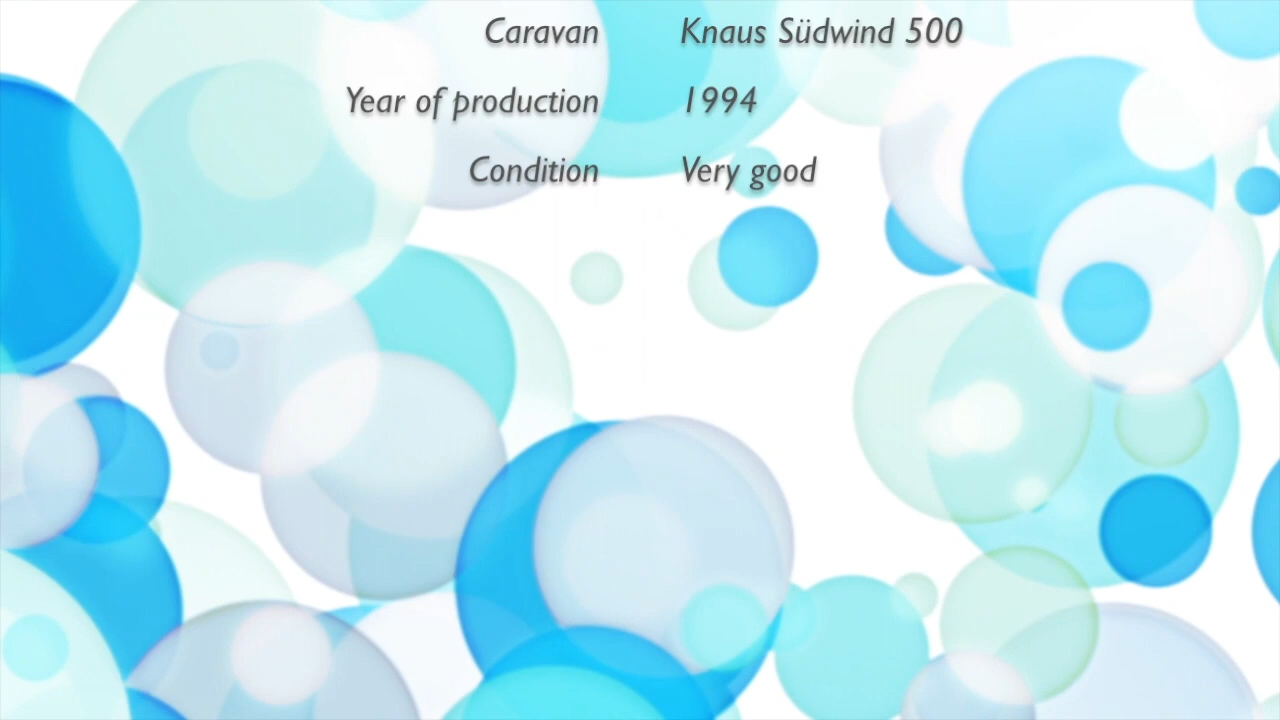 Caravan Knaus Südwind 500
Year of production 1994
Condition Very good